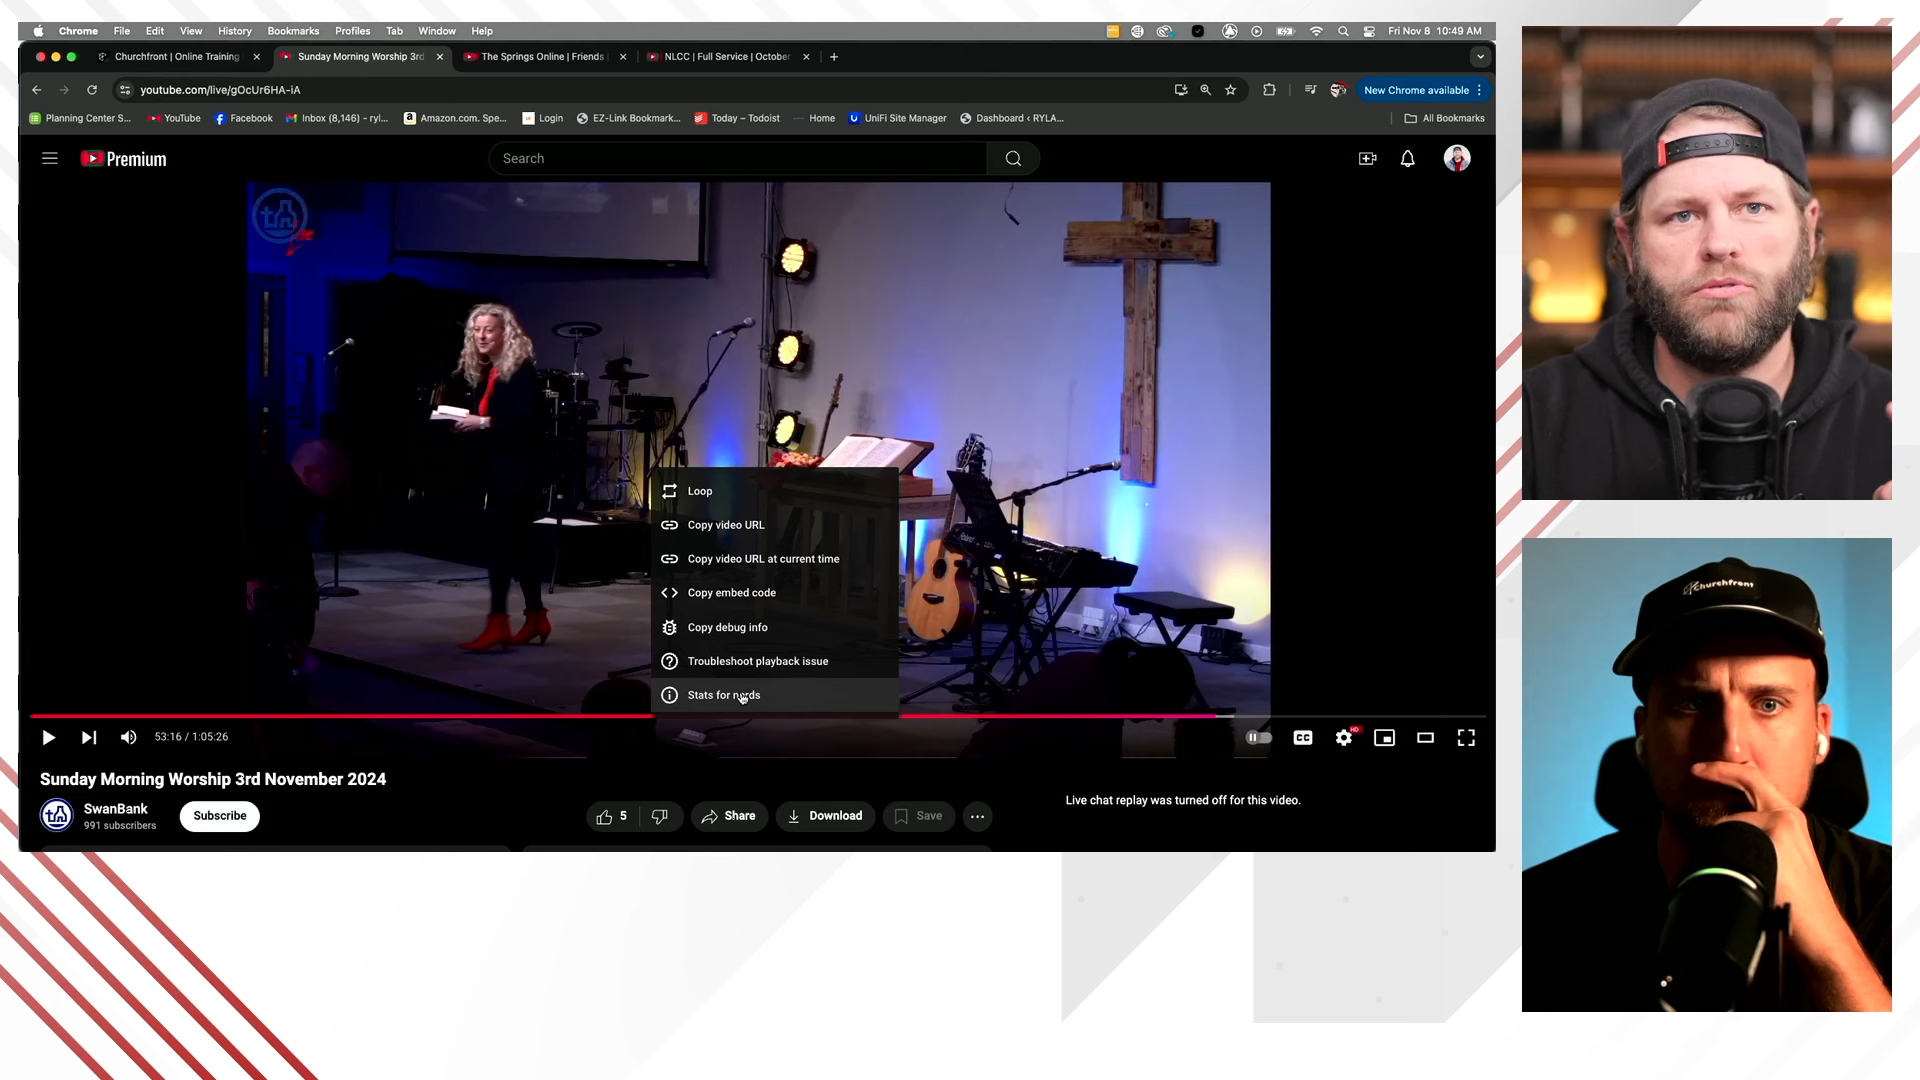 Chrome File Edit View History Bookmarks Profiles Tab Window Help
Fri Nov 8 10:49 AM
Churchfront | Online Training
Sunday Morning Worship 3rd
The Springs Online | Friends
NLCC | Full Service | October
youtube.com/live/gOcUr6HA-iA
New Chrome available
Planning Center S...
YouTube
Facebook
Inbox (8,146) – ryl...
Amazon.com. Spe...
Login
EZ-Link Bookmark...
Today – Todoist
Home
UniFi Site Manager
Dashboard ‹ RYLA...
All Bookmarks
Premium
Search
Loop
Copy video URL
Copy video URL at current time
Copy embed code
Copy debug info
Troubleshoot playback issue
Stats for nerds
53:16 / 1:05:26
CC
HD
Sunday Morning Worship 3rd November 2024
SwanBank
991 subscribers
Subscribe
5
Share
Download
Save
Live chat replay was turned off for this video.
Roland
churchfront